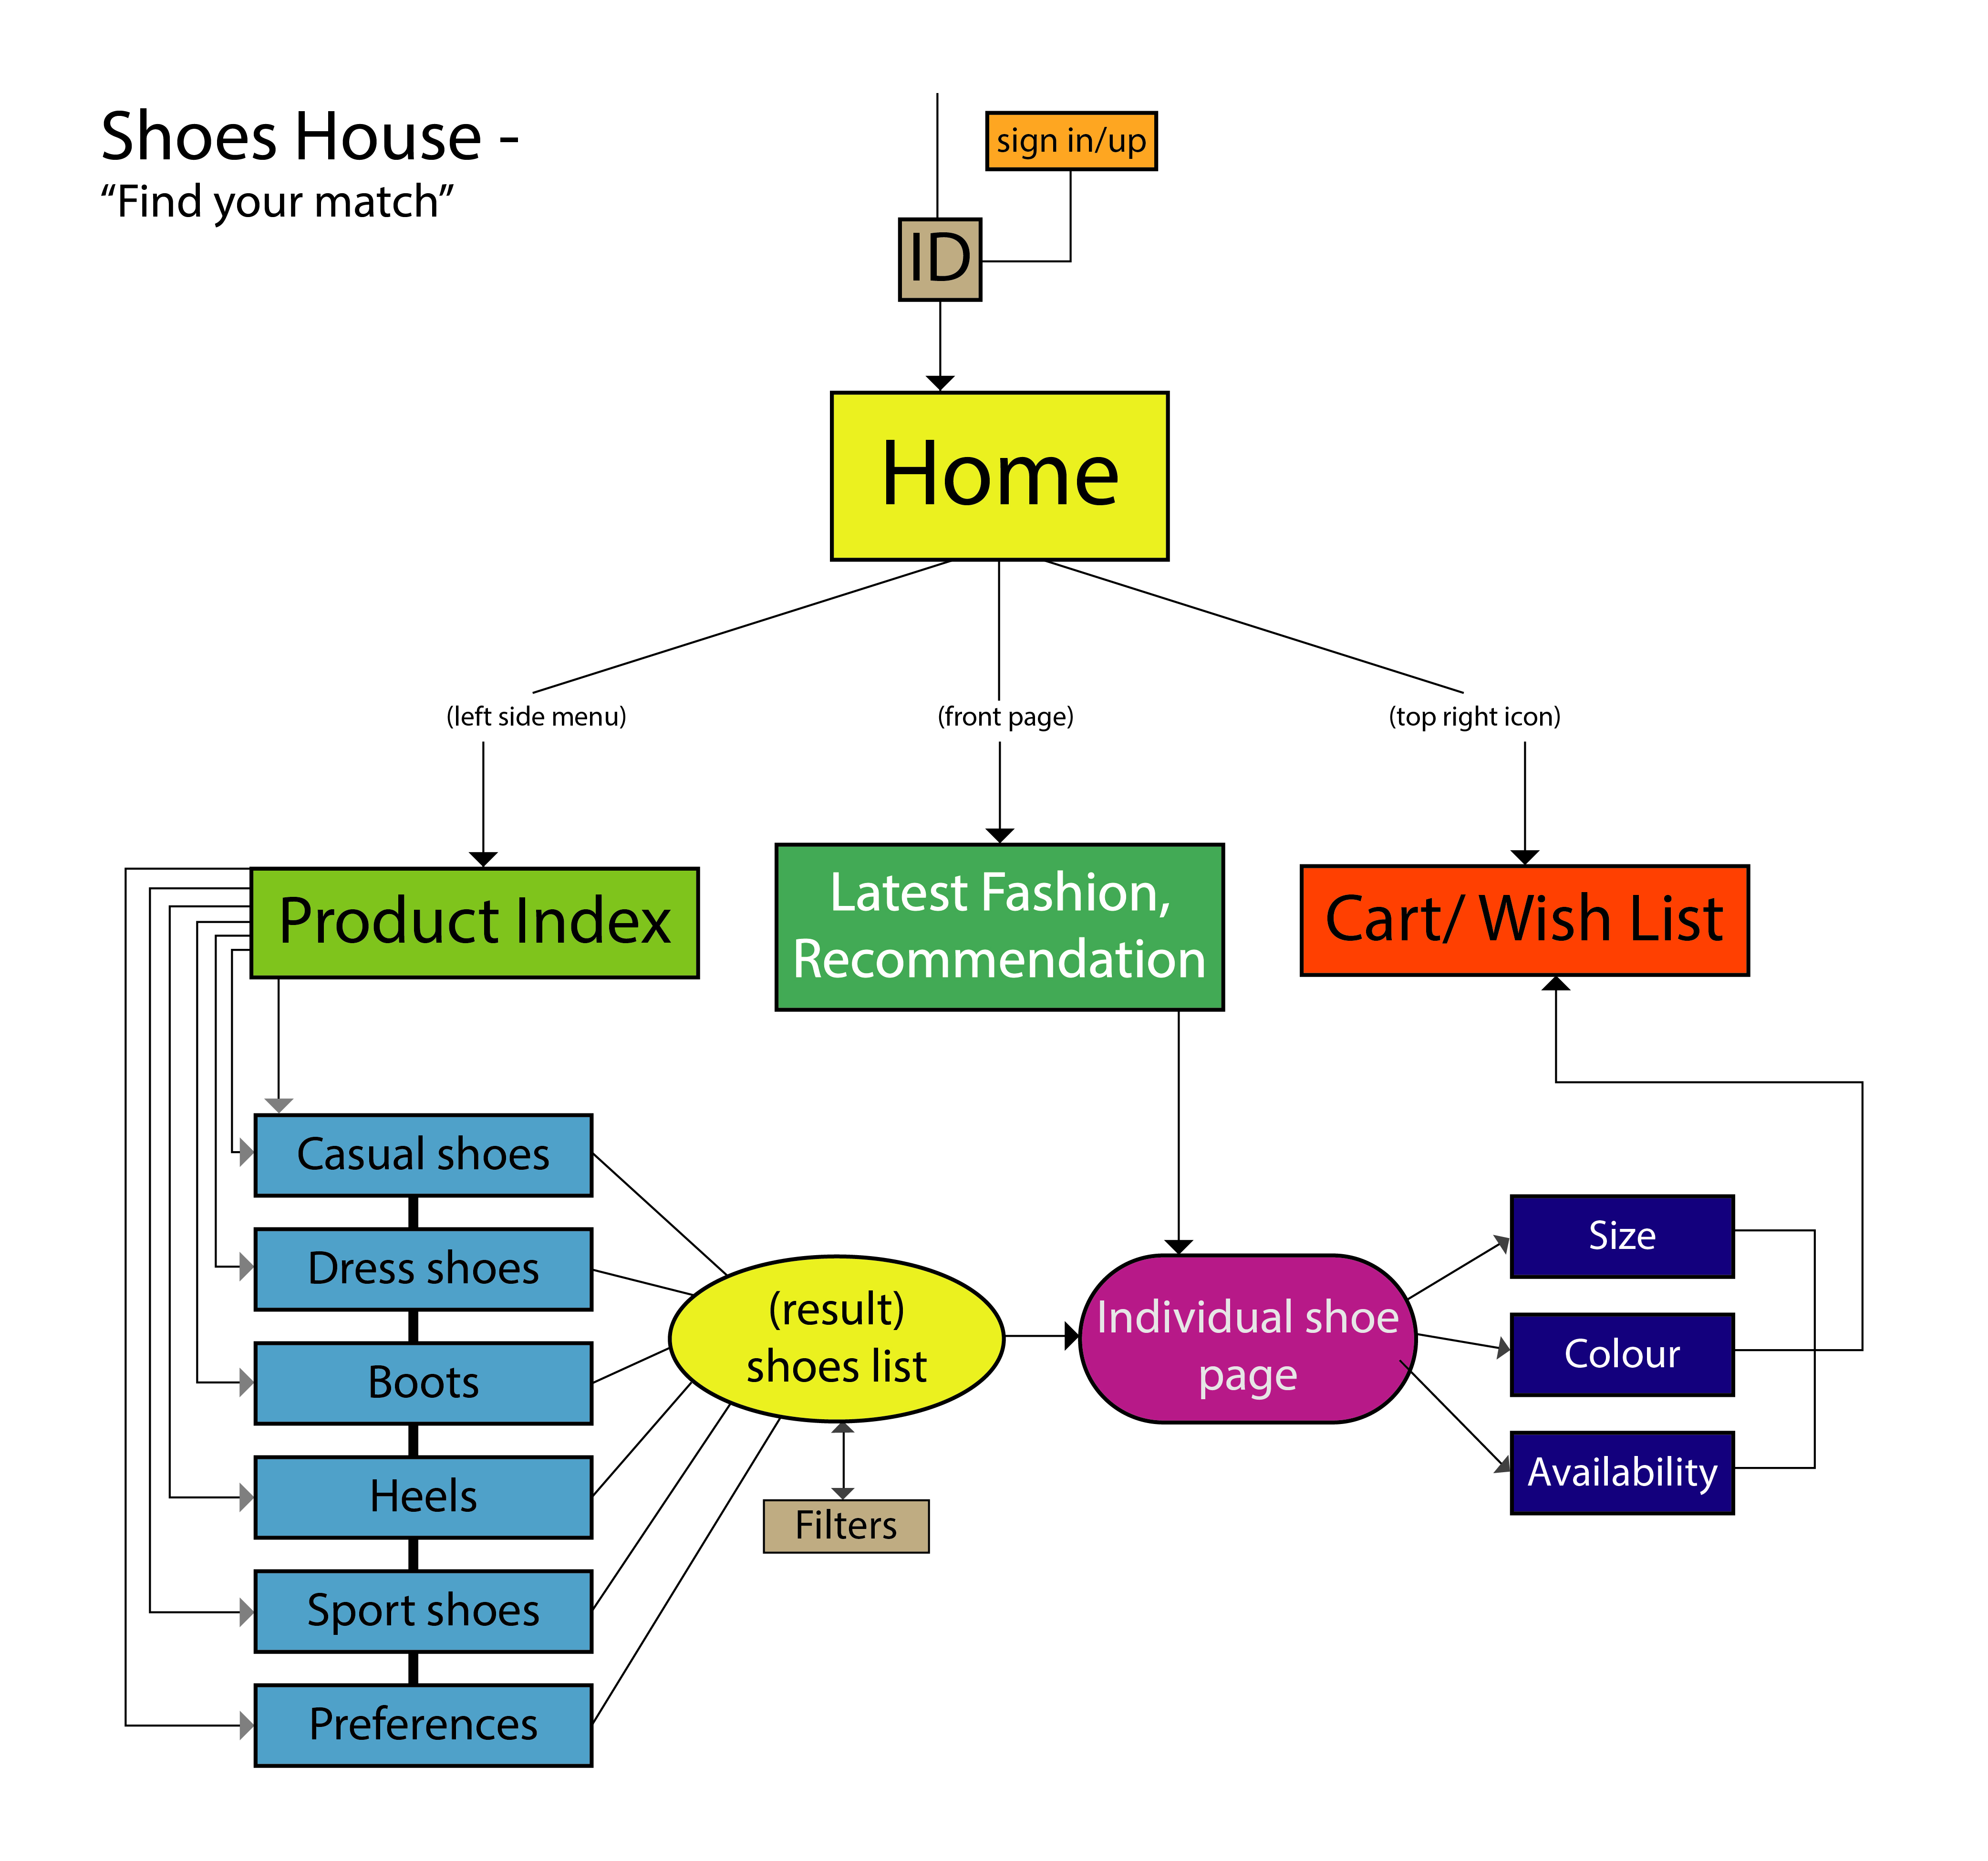 Shoes House -
“Find your match”
sign in/up
ID
Home
(left side menu)
(front page)
(top right icon)
Product Index
Latest Fashion,
Recommendation
Cart/ Wish List
Casual shoes
Dress shoes
Boots
Heels
Sport shoes
Preferences
(result)
shoes list
Filters
Individual shoe
page
Size
Colour
Availability